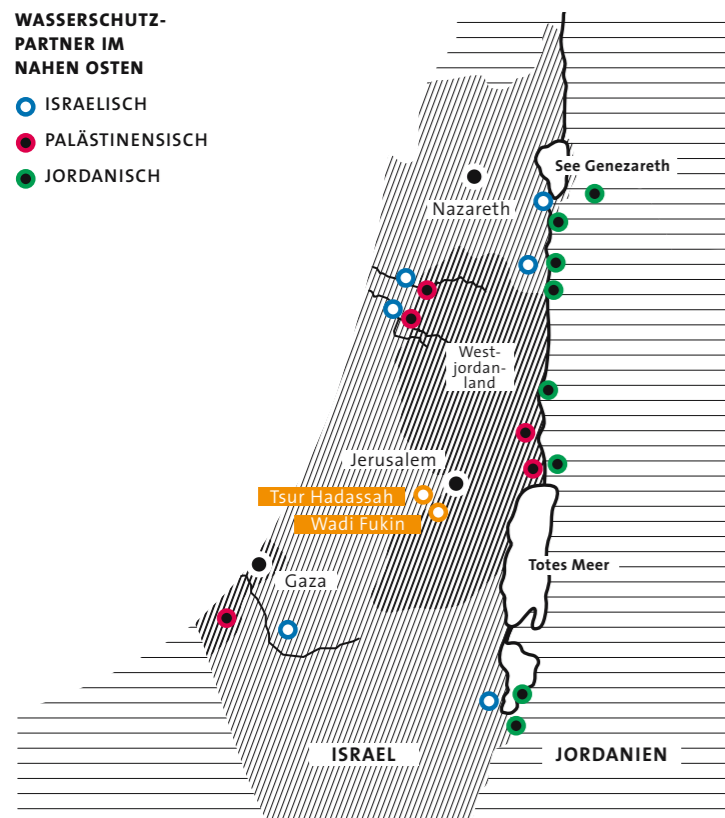 WASSERSCHUTZ-
PARTNER IM
NAHEN OSTEN
ISRAELISCH
PALÄSTINENSISCH
JORDANISCH
See Genezareth
Nazareth
West-
jordan-
land
Jerusalem
Tsur Hadassah
Wadi Fukin
Totes Meer
Gaza
ISRAEL
JORDANIEN